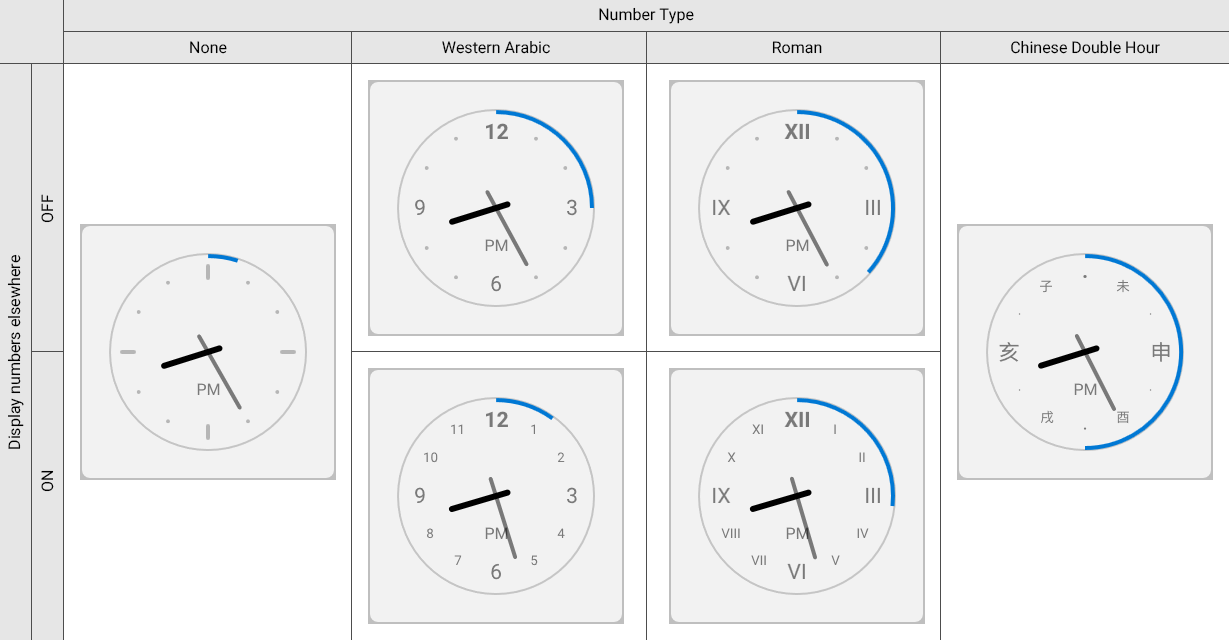 Number Type
None
Western Arabic
Roman
Chinese Double Hour
Display numbers elsewhere
OFF
ON
PM
12
9
3
PM
6
XII
IX
III
PM
VI
子
未
亥
申
PM
戌
酉
12
11
1
10
2
9
3
8
PM
4
7
5
6
XII
XI
I
X
II
IX
III
VIII
PM
IV
VII
V
VI